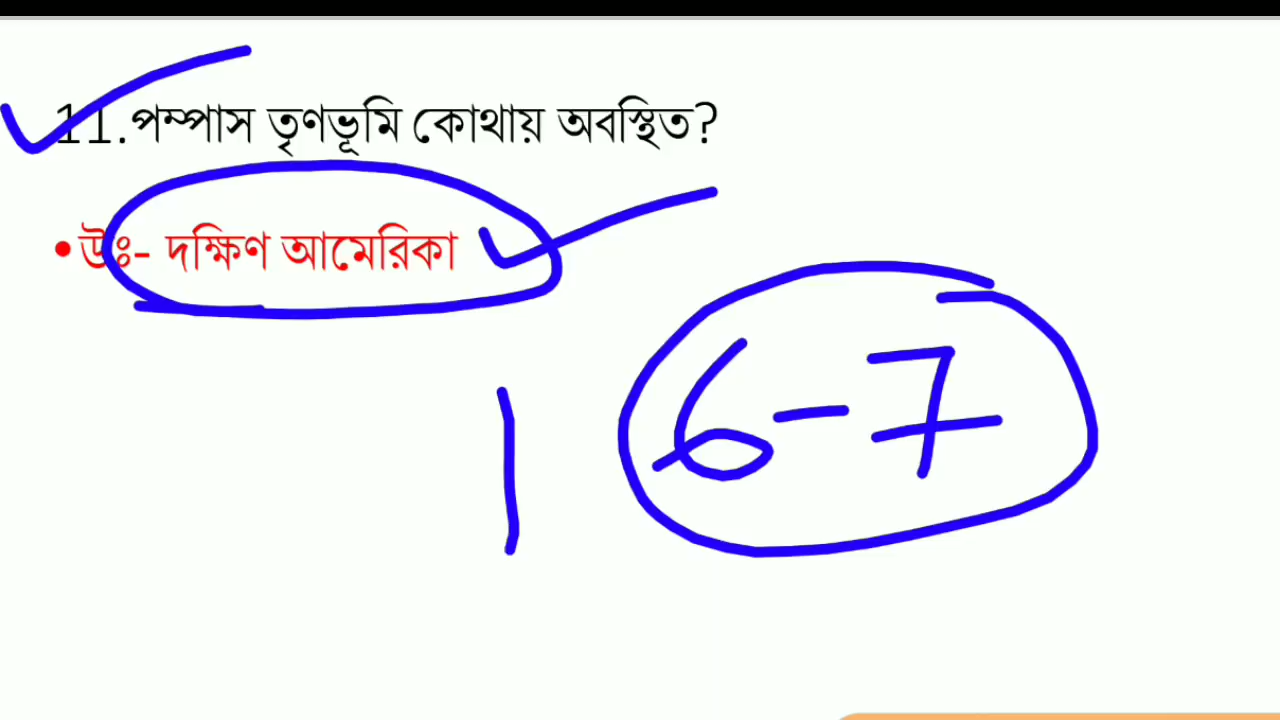 11.পম্পাস তৃণভূমি কোথায় অবস্থিত?
•উঃ- দক্ষিণ আমেরিকা
| 6-7